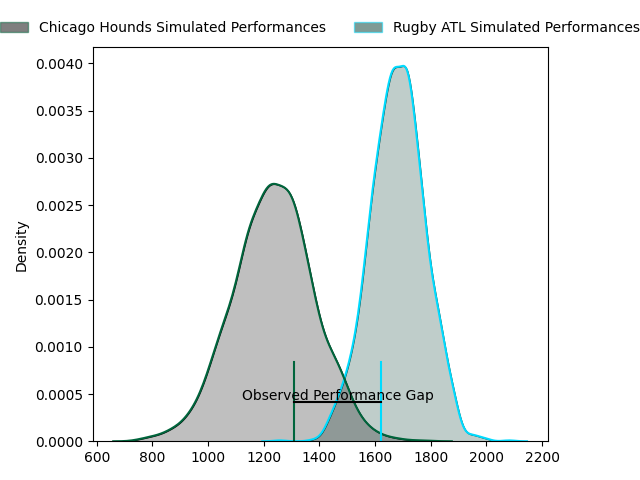 Chicago Hounds Simulated Performances Rugby ATL Simulated Performances
0.0040
0.0035
0.0030
0.0025
0.0020
0.0015
0.0010
0.0005
0.0000
Density
Observed Performance Gap
600 800 1000 1200 1400 1600 1800 2000 2200